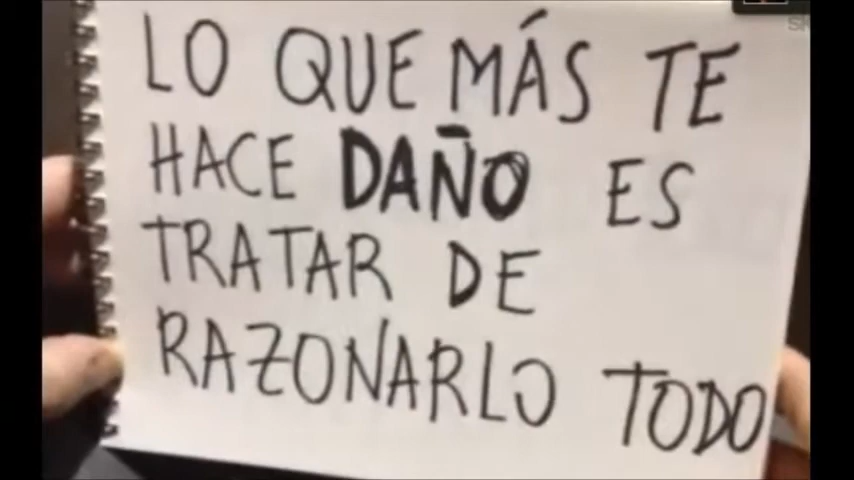 LO QUE MÁS TE
HACE DAÑO ES
TRATAR DE
RAZONARLO TODO